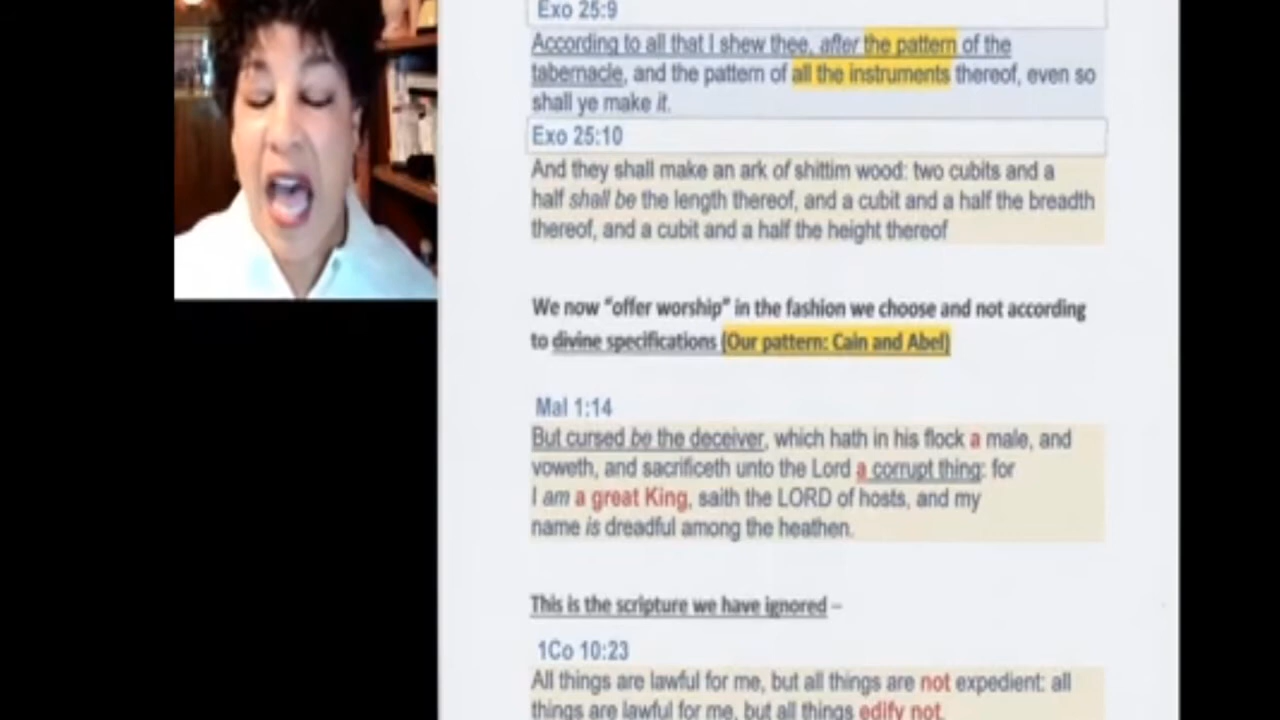 Exo 25:9
According to all that I shew thee, after the pattern of the
tabernacle, and the pattern of all the instruments thereof, even so
shall ye make it.
Exo 25:10
And they shall make an ark of shittim wood: two cubits and a
half shall be the length thereof, and a cubit and a half the breadth
thereof, and a cubit and a half the height thereof
We now “offer worship” in the fashion we choose and not according
to divine specifications (Our pattern: Cain and Abel)
Mal 1:14
But cursed be the deceiver, which hath in his flock a male, and
voweth, and sacrificeth unto the Lord a corrupt thing: for
I am a great King, saith the LORD of hosts, and my
name is dreadful among the heathen.
This is the scripture we have ignored –
1Co 10:23
All things are lawful for me, but all things are not expedient: all
things are lawful for me, but all things edify not.